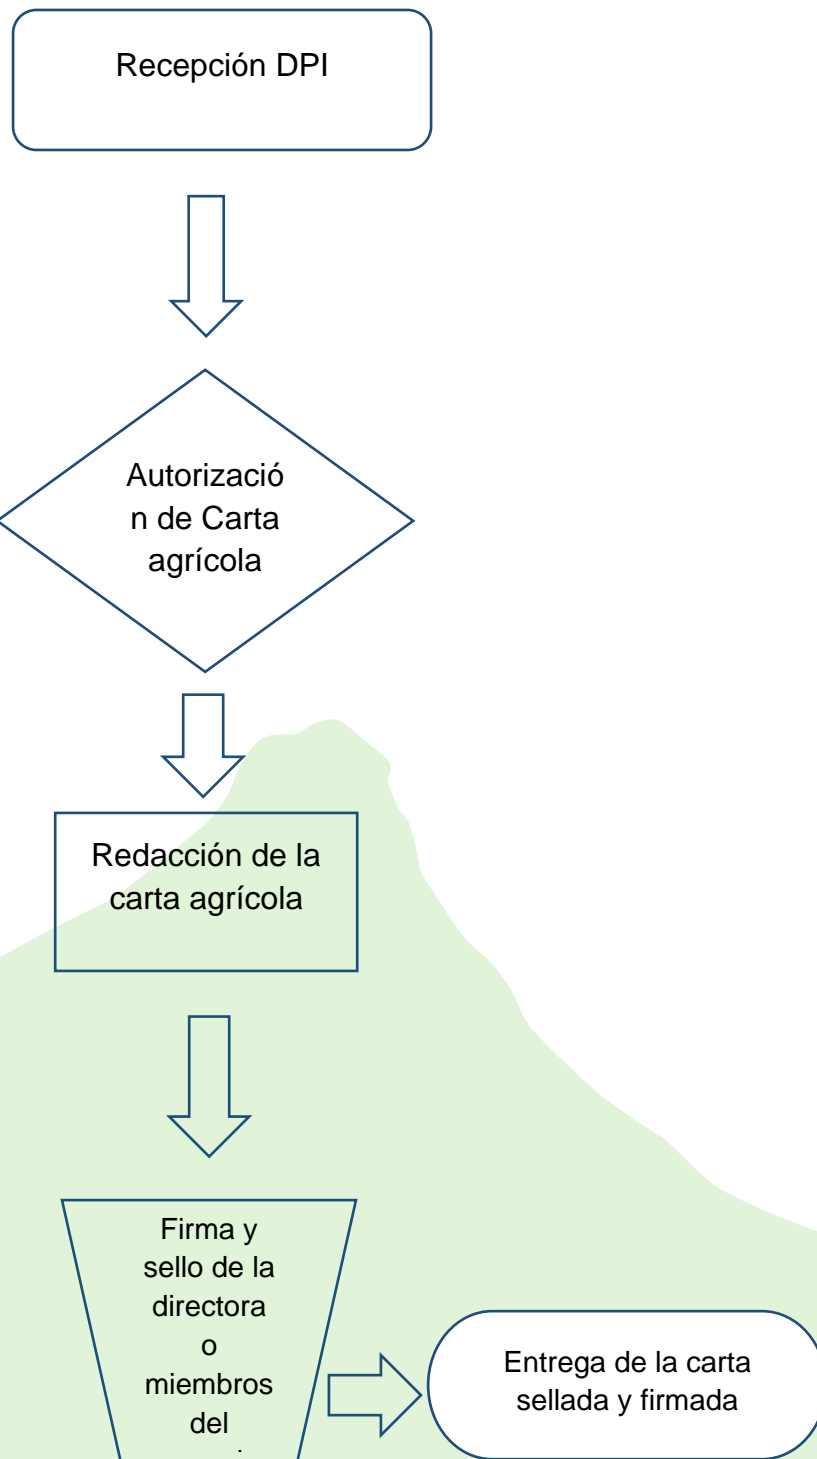 Recepción DPI
Autorizació
n de Carta
agrícola
Redacción de la
carta agrícola
Firma y
sello de la
directora
o
miembros
del
Entrega de la carta
sellada y firmada